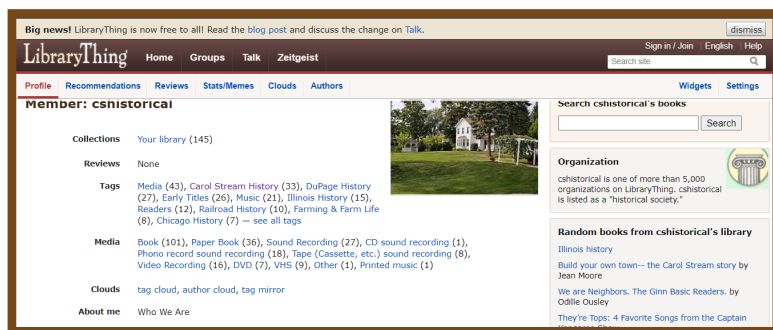 Big news! LibraryThing is now free to all! Read the blog post and discuss the change on Talk.
dismiss
LibraryThing
Home Groups Talk Zeitgeist
Sign in / Join English Help
Search site
Profile Recommendations Reviews Stats/Memes Clouds Authors
Widgets Settings
Member: cshistorical
Collections Your library (145)
Reviews None
Tags Media (43), Carol Stream History (33), DuPage History
(27), Early Titles (26), Music (21), Illinois History (15),
Readers (12), Railroad History (10), Farming & Farm Life
(8), Chicago History (7) — see all tags
Media Book (101), Paper Book (36), Sound Recording (27), CD sound recording (1),
Phono record sound recording (18), Tape (Cassette, etc.) sound recording (8),
Video Recording (16), DVD (7), VHS (9), Other (1), Printed music (1)
Clouds tag cloud, author cloud, tag mirror
About me Who We Are
Search cshistorical's books
Search
Organization
cshistorical is one of more than 5,000
organizations on LibraryThing. cshistorical
is listed as a "historical society."
Random books from cshistorical's
library
Illinois history
Build your own town-- the Carol Stream story by
Jean Moore
We are Neighbors. The Ginn Basic Readers. by
Odille Ousley
They're Tops: 4 Favorite Songs from the Captain
Kangaroo Show